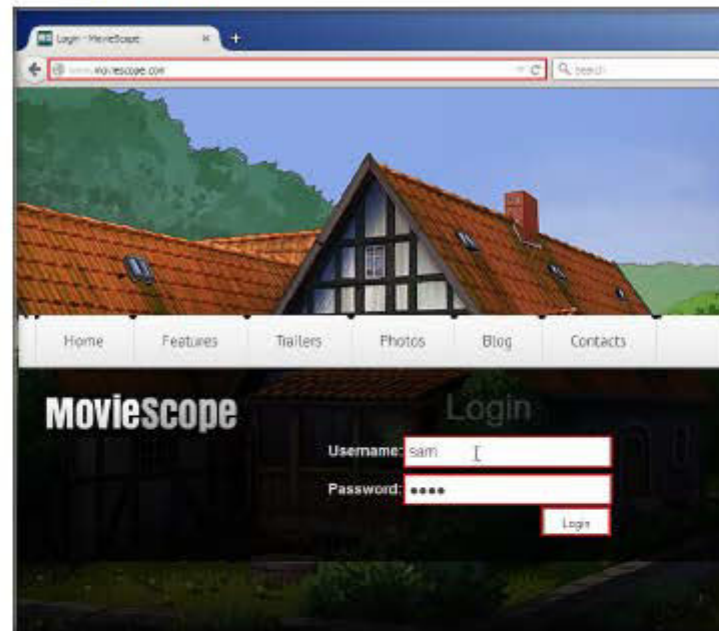 Login - MovieScope
www.moviescope.com
Search
Home Features Trailers Photos Blog Contacts
MovieScope
Login
Username: sam
Password: ●●●●
Login